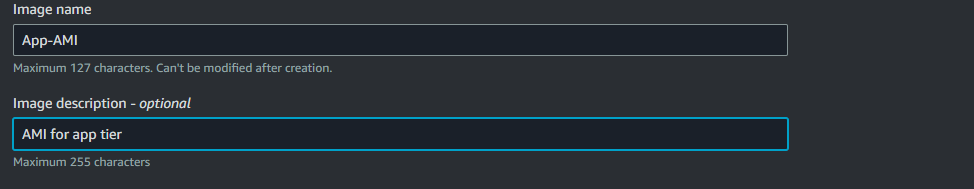 Image name
App-AMI
Maximum 127 characters. Can't be modified after creation.
Image description - optional
AMI for app tier
Maximum 255 characters